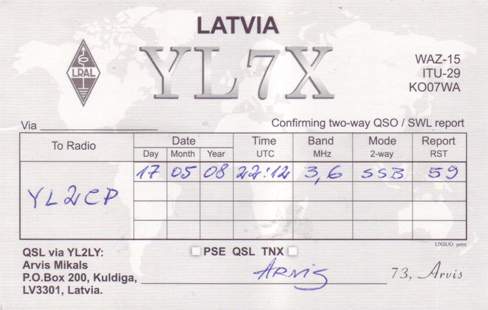 LATVIA
LRAL
YL7X
WAZ-15
ITU-29
KO07WA
Via
Confirming two-way QSO / SWL report
To Radio Date Time Band Mode Report
Day Month Year UTC MHz 2-way RST
YL2CP 17 05 08 22:12 3,6 SSB 59
QSL via YL2LY:
PSE QSL TNX
Arvis Mikals
P.O.Box 200, Kuldiga,
LV3301, Latvia.
Arvis
73, Arvis